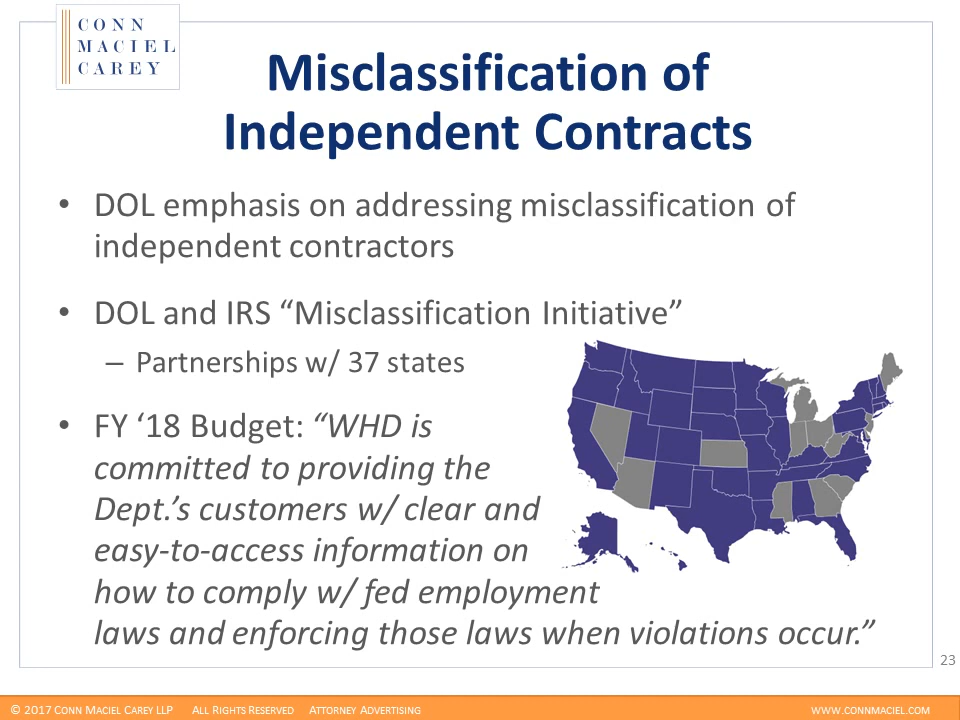 CONN
MACIEL
CAREY
Misclassification of
Independent Contracts
• DOL emphasis on addressing misclassification of
independent contractors
• DOL and IRS “Misclassification Initiative”
– Partnerships w/ 37 states
• FY ‘18 Budget: “WHD is
committed to providing the
Dept.’s customers w/ clear and
easy-to-access information on
how to comply w/ fed employment
laws and enforcing those laws when violations occur.”
23
© 2017 CONN MACIEL CAREY LLP ALL RIGHTS RESERVED ATTORNEY ADVERTISING WWW.CONNMACIEL.COM